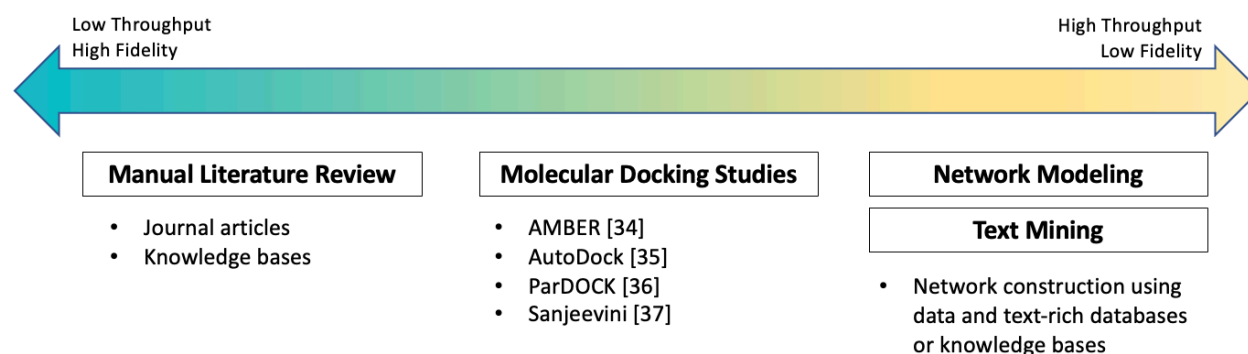 Low Throughput
High Fidelity
High Throughput
Low Fidelity
Manual Literature Review
• Journal articles
• Knowledge bases
Molecular Docking Studies
• AMBER [34]
• AutoDock [35]
• ParDOCK [36]
• Sanjeevini [37]
Network Modeling
Text Mining
• Network construction using
data and text-rich databases
or knowledge bases